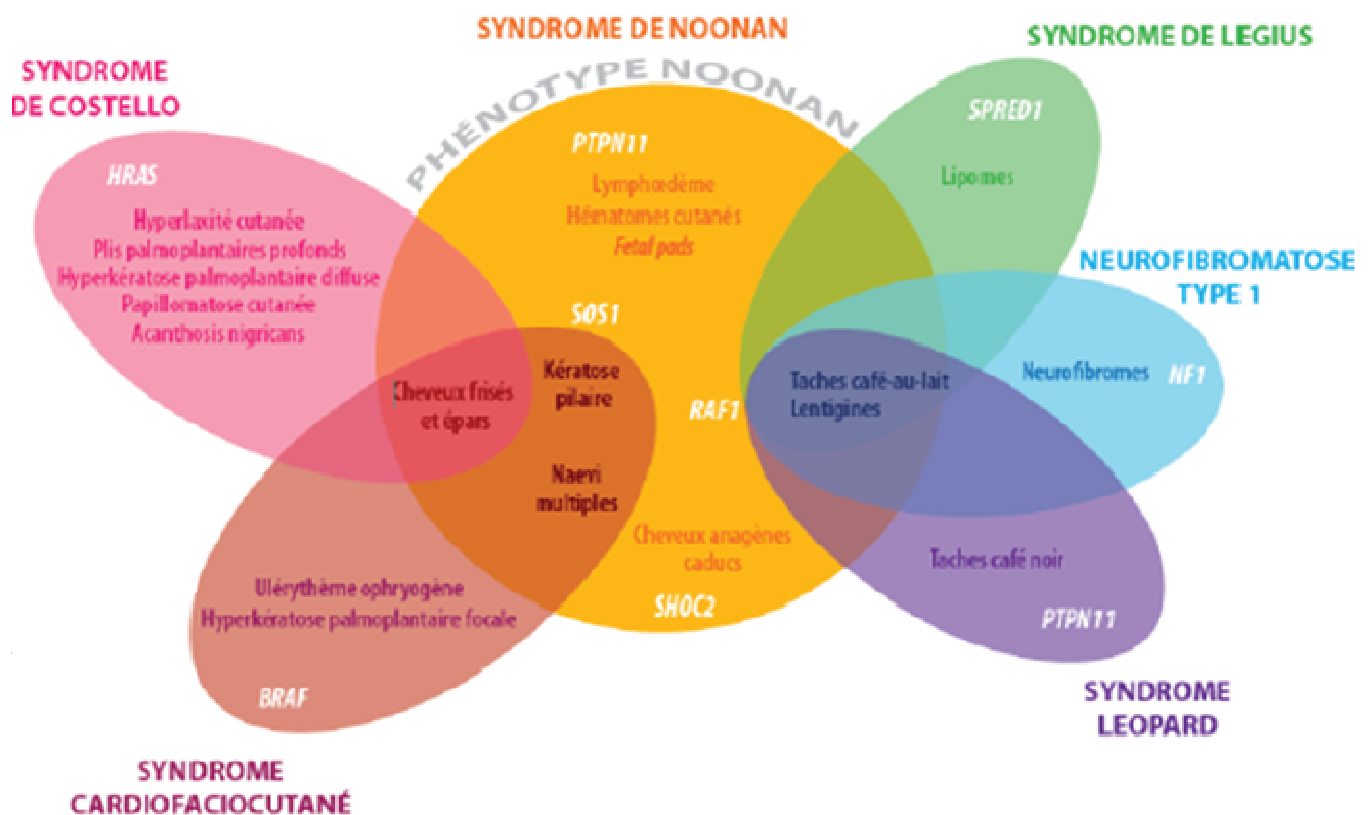 SYNDROME DE NOONAN
SYNDROME DE LEGIUS
SYNDROME
DE COSTELLO
PHÉNOTYPE NOONAN
SPRED1
PTPN11
HRAS
Lipomes
Lymphœdème
Hématomes cutanés
Fetal pads
Hyperlaxité cutanée
Plis palmoplantaires profonds
Hyperkératose palmoplantaire diffuse
Papillomatose cutanée
Acanthosis nigricans
NEUROFIBROMATOSE
TYPE 1
SOS1
Kératose
pilaire
Cheveux frisés
et épars
RAF1
Taches café-au-lait
Lentigines
Neurofibromes
NF1
Naevi
multiples
Cheveux anagènes
caducs
Taches café noir
Ulérythème ophryogène
Hyperkératose palmoplantaire focale
SHOC2
PTPN11
BRAF
SYNDROME
LEOPARD
SYNDROME
CARDIOFACIOCUTANÉ